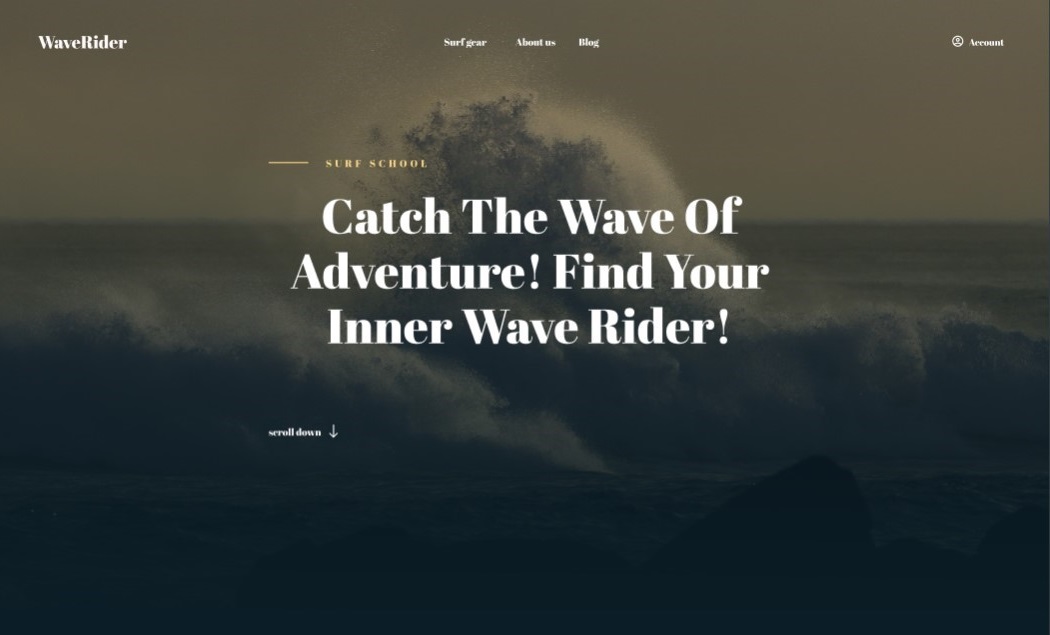 WaveRider
Surf gear
About us
Blog
Account
SURF SCHOOL
Catch The Wave Of
Adventure! Find Your
Inner Wave Rider!
scroll down